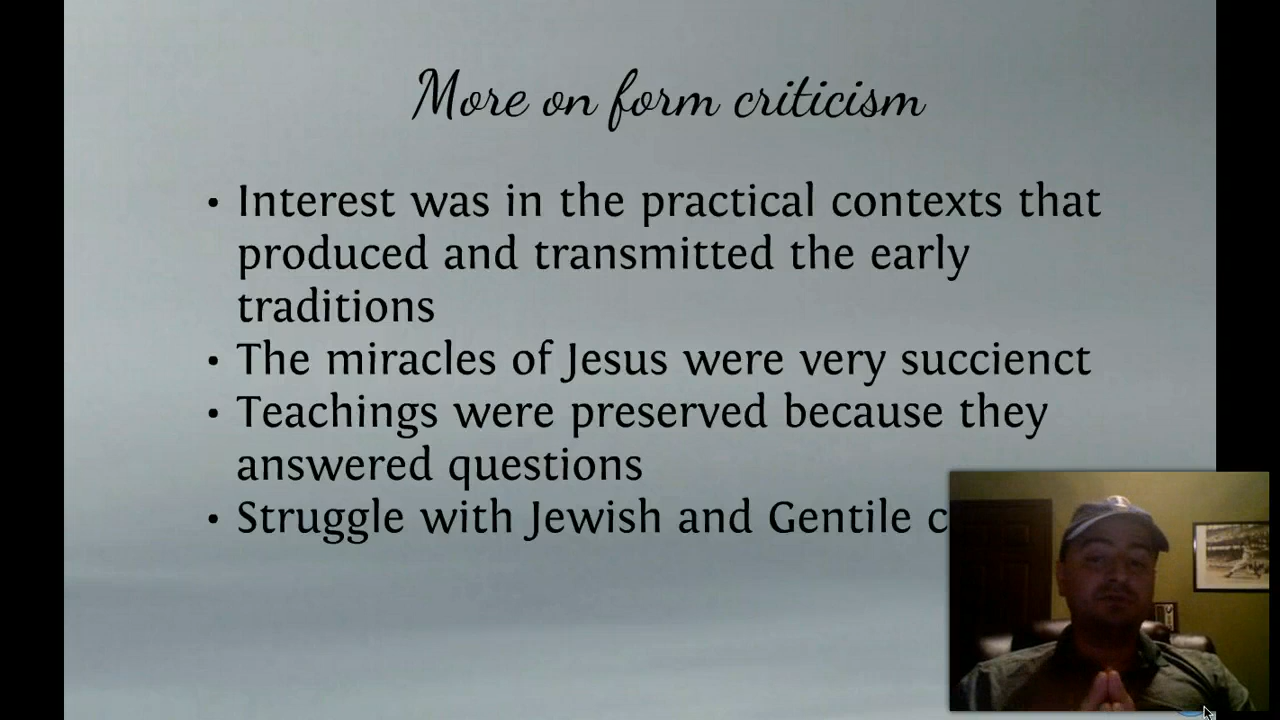 More on form criticism
• Interest was in the practical contexts that
produced and transmitted the early
traditions
• The miracles of Jesus were very succienct
• Teachings were preserved because they
answered questions
• Struggle with Jewish and Gentile